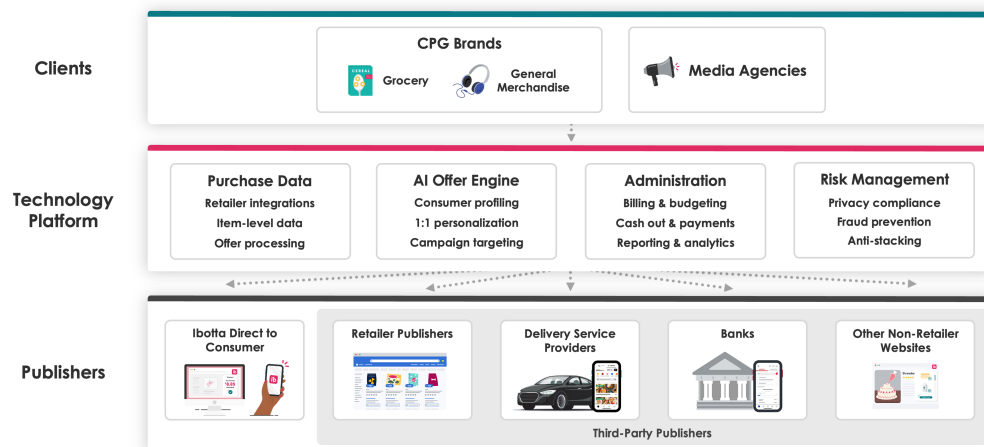 Clients
CPG Brands
CEREAL
Grocery
General
Merchandise
Media Agencies
Technology
Platform
Purchase Data
Retailer integrations
Item-level data
Offer processing
AI Offer Engine
Consumer profiling
1:1 personalization
Campaign targeting
Administration
Billing & budgeting
Cash out & payments
Reporting & analytics
Risk Management
Privacy compliance
Fraud prevention
Anti-stacking
Publishers
Ibotta Direct to
Consumer
Retailer Publishers
Delivery Service
Providers
Banks
Other Non-Retailer
Websites
Third-Party Publishers